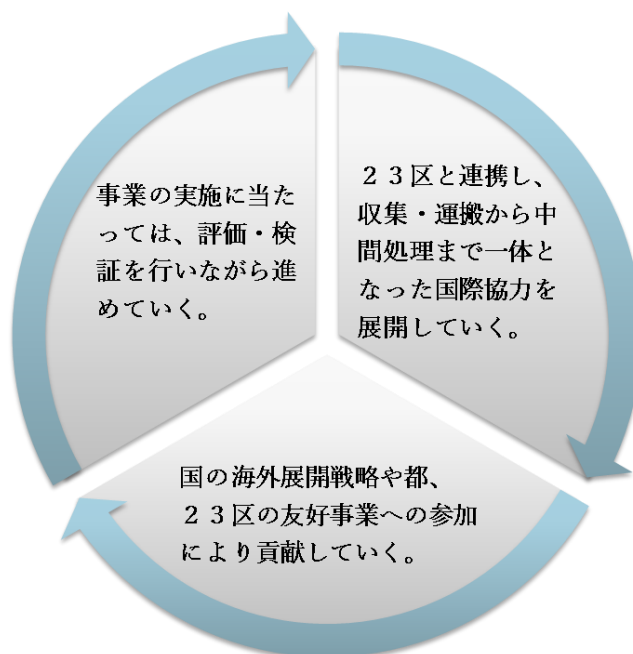 事業の実施に当た
っては、評価・検
証を行いながら進
めていく。
２３区と連携し、
収集・運搬から中
間処理まで一体と
なった国際協力を
展開していく。
国の海外展開戦略や都、
２３区の友好事業への参加
により貢献していく。